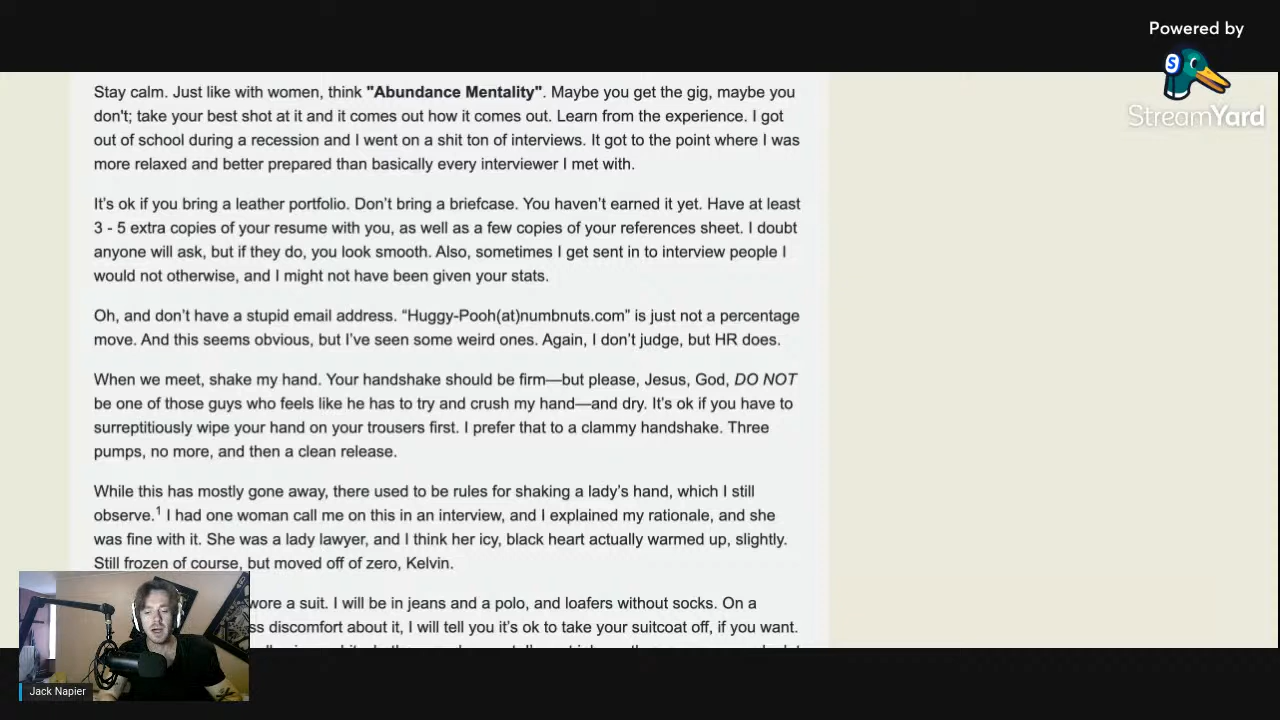 Powered by
StreamYard
Stay calm. Just like with women, think "Abundance Mentality". Maybe you get the gig, maybe you
don't; take your best shot at it and it comes out how it comes out. Learn from the experience. I got
out of school during a recession and I went on a shit ton of interviews. It got to the point where I was
more relaxed and better prepared than basically every interviewer I met with.
It’s ok if you bring a leather portfolio. Don’t bring a briefcase. You haven’t earned it yet. Have at least
3 - 5 extra copies of your resume with you, as well as a few copies of your references sheet. I doubt
anyone will ask, but if they do, you look smooth. Also, sometimes I get sent in to interview people I
would not otherwise, and I might not have been given your stats.
Oh, and don’t have a stupid email address. “Huggy-Pooh(at)numbnuts.com” is just not a percentage
move. And this seems obvious, but I’ve seen some weird ones. Again, I don’t judge, but HR does.
When we meet, shake my hand. Your handshake should be firm—but please, Jesus, God, DO NOT
be one of those guys who feels like he has to try and crush my hand—and dry. It’s ok if you have to
surreptitiously wipe your hand on your trousers first. I prefer that to a clammy handshake. Three
pumps, no more, and then a clean release.
While this has mostly gone away, there used to be rules for shaking a lady’s hand, which I still
observe.1 I had one woman call me on this in an interview, and I explained my rationale, and she
was fine with it. She was a lady lawyer, and I think her icy, black heart actually warmed up, slightly.
Still frozen of course, but moved off of zero, Kelvin.
wore a suit. I will be in jeans and a polo, and loafers without socks. On a
discomfort about it, I will tell you it’s ok to take your suitcoat off, if you want.
Jack Napier